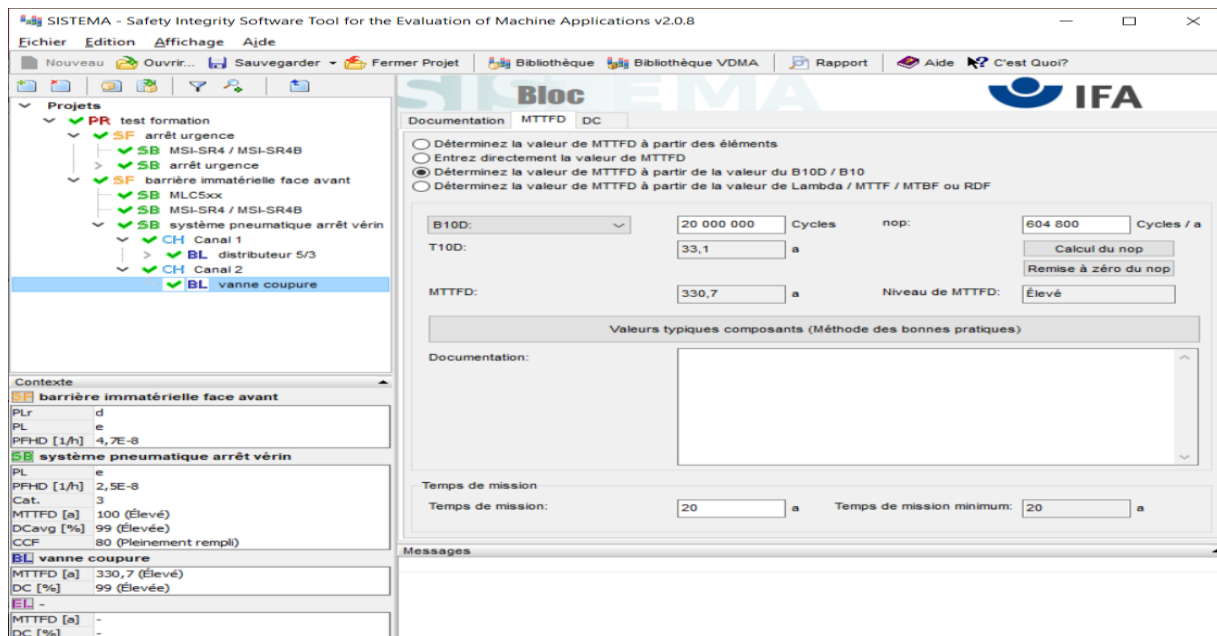 SISTEMA - Safety Integrity Software Tool for the Evaluation of Machine Applications v2.0.8
Fichier Edition Affichage Aide
Nouveau Ouvrir... Sauvegarder Fermer Projet Bibliothèque Bibliothèque VDMA Rapport Aide C'est Quoi?
SISTEMA
Bloc
IFA
Projets
PR test formation
SF arrêt urgence
SB MSI-SR4 / MSI-SR4B
SB arrêt urgence
SF barrière immatérielle face avant
SB MLC5xx
SB MSI-SR4 / MSI-SR4B
SB système pneumatique arrêt vérin
CH Canal 1
BL distributeur 5/3
CH Canal 2
BL vanne coupure
Contexte
SF barrière immatérielle face avant
PLr d
PL e
PFHD [1/h] 4,7E-8
SB système pneumatique arrêt vérin
PL e
PFHD [1/h] 2,5E-8
Cat. 3
MTTFD [a] 100 (Élevé)
DCavg [%] 99 (Élevée)
CCF 80 (Pleinement rempli)
BL vanne coupure
MTTFD [a] 330,7 (Élevé)
DC [%] 99 (Élevée)
EL -
MTTFD [a] -
DC [%] -
Documentation MTTFD DC
Déterminez la valeur de MTTFD à partir des éléments
Entrez directement la valeur de MTTFD
Déterminez la valeur de MTTFD à partir de la valeur du B10D / B10
Déterminez la valeur de MTTFD à partir de la valeur de Lambda / MTTF / MTBF ou RDF
B10D: 20 000 000 Cycles nop: 604 800 Cycles / a
T10D: 33,1 a Calcul du nop
Remise à zéro du nop
MTTFD: 330,7 a Niveau de MTTFD: Élevé
Valeurs typiques composants (Méthode des bonnes pratiques)
Documentation:
Temps de mission
Temps de mission: 20 a Temps de mission minimum: 20 a
Messages